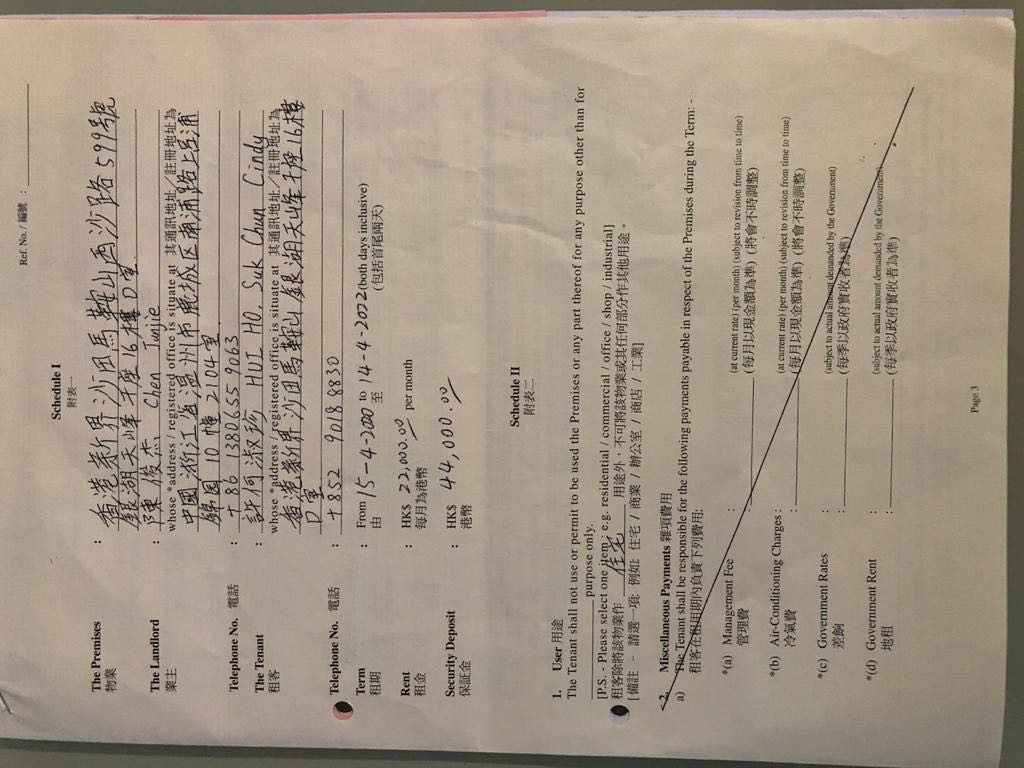 Ref. No. / 編號 :
Schedule I
附表一
The Premises : 香港新界沙田馬鞍山西沙路599號
物業 銀湖天峰 座16樓D室
The Landlord : 陳俊杰 Chen Junjie
業主 whose *address / registered office is situate at 其通訊地址／註冊地址為
中國浙江省温州市鹿城区南浦路上吕浦
錦园10幢2104室
Telephone No. 電話 : +86 13806559063
The Tenant : 許何淑珍 HUI HO, Suk Chun Cindy
租客 whose *address / registered office is situate at 其通訊地址／註冊地址為
香港新界沙田馬鞍山銀湖天峰 座16樓
D室
Telephone No. 電話 : +852 9018 8830
Term : From 15-4-2020 to 14-4-2022 (both days inclusive)
租期 由 至 (包括首尾兩天)
Rent : HK$ 22,000.00 per month
租金 每月為港幣
Security Deposit : HK$ 44,000.00
保証金 港幣
Schedule II
附表二
1. User 用途
The Tenant shall not use or permit to be used the Premises or any part thereof for any purpose other than for
purpose only.
[P.S. - Please select one item : e.g. residential / commercial / office / shop / industrial]
租客除將該物業作 住宅 用途外，不可將該物業或其任何部分作其他用途。
[備註 - 請選一項: 例如: 住宅 / 商業 / 辦公室 / 商店 / 工業]
2. Miscellaneous Payments 雜項費用
a) The Tenant shall be responsible for the following payments payable in respect of the Premises during the Term: -
租客在租用期內負責下列費用:
*(a) Management Fee : (at current rate) (per month) (subject to revision from time to time)
管理費 (每月以現金額為準) (將會不時調整)
*(b) Air-Conditioning Charges : (at current rate) (per month) (subject to revision from time to time)
冷氣費 (每月以現金額為準) (將會不時調整)
*(c) Government Rates : (subject to actual amount demanded by the Government)
差餉 (每季以政府實收者為準)
*(d) Government Rent : (subject to actual amount demanded by the Government)
地租 (每季以政府實收者為準)
Page 3